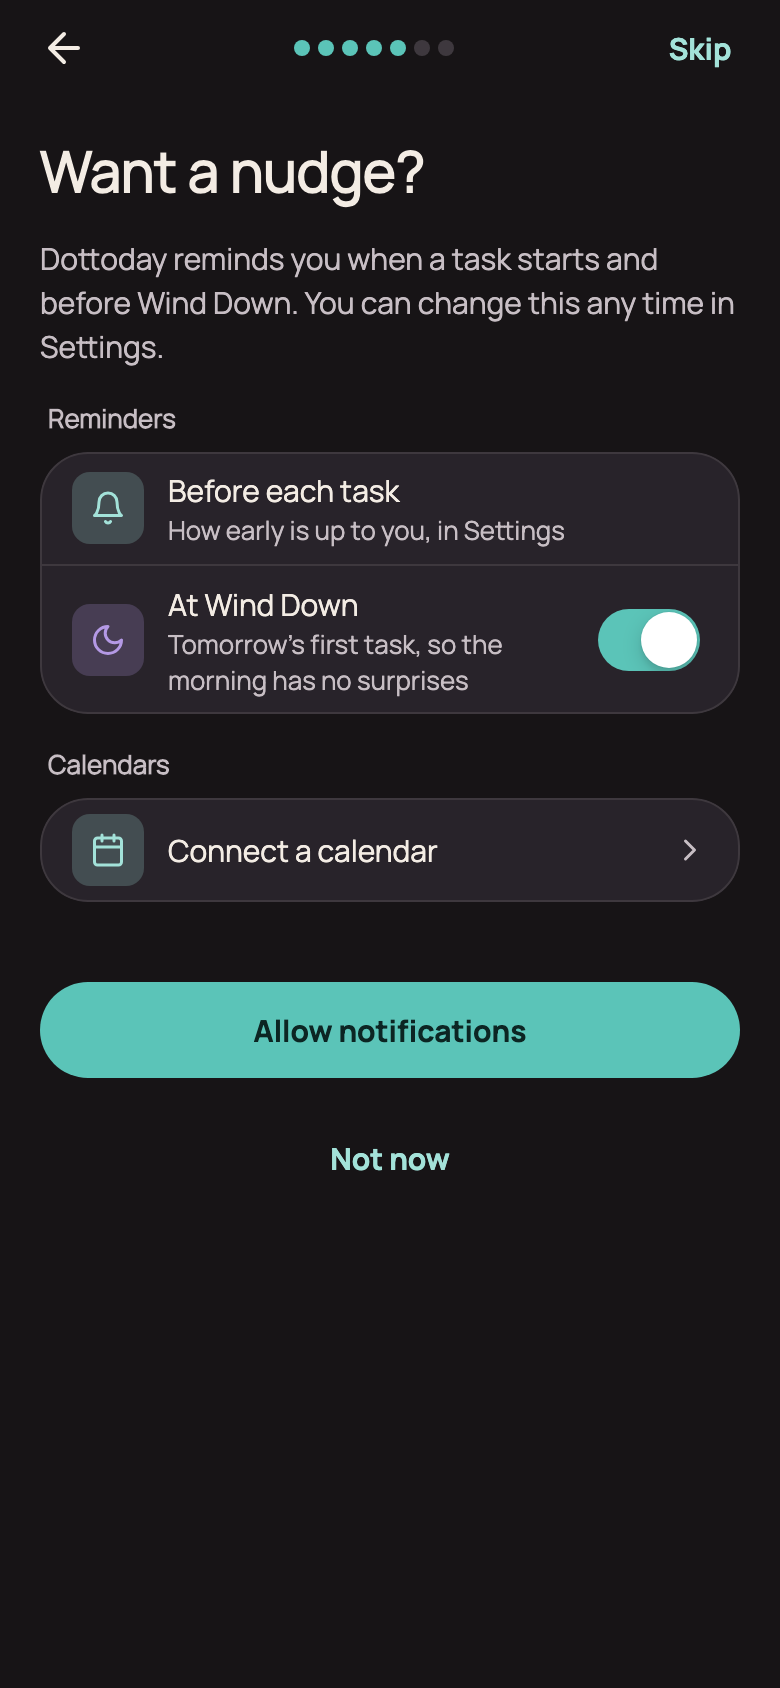 Skip
Want a nudge?
Dottoday reminds you when a task starts and
before Wind Down. You can change this any time in
Settings.
Reminders
Before each task
How early is up to you, in Settings
At Wind Down
Tomorrow’s first task, so the
morning has no surprises
Calendars
Connect a calendar
Allow notifications
Not now